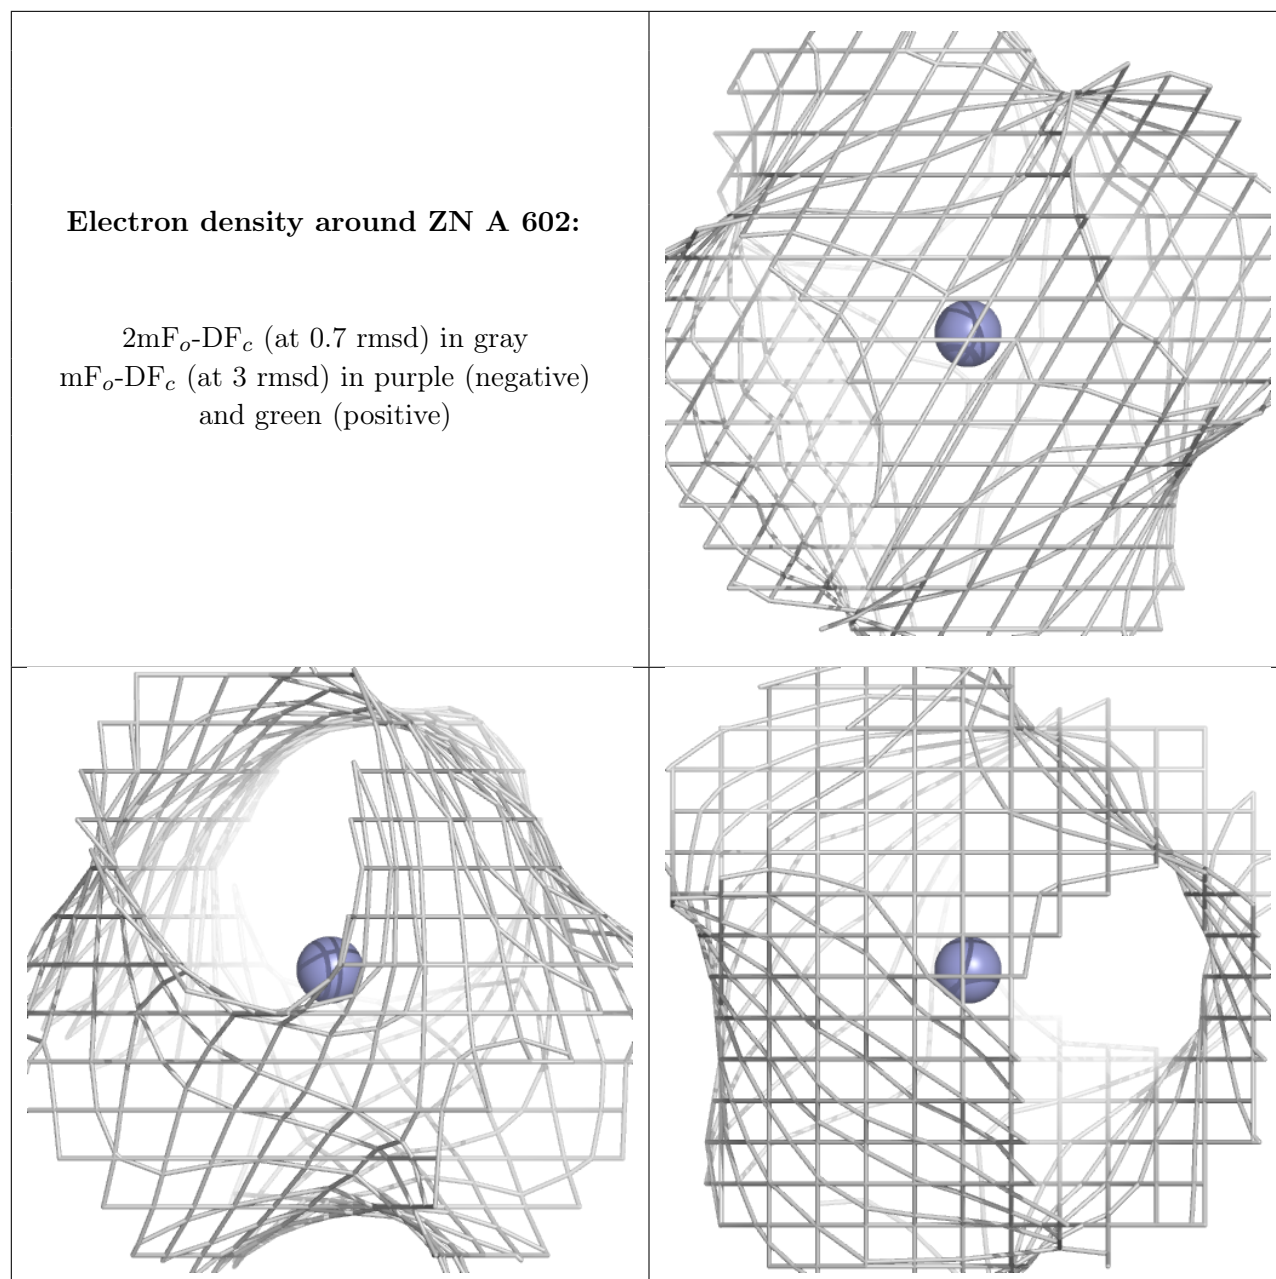 Electron density around ZN A 602:
2mFo-DFc (at 0.7 rmsd) in gray
mFo-DFc (at 3 rmsd) in purple (negative)
and green (positive)